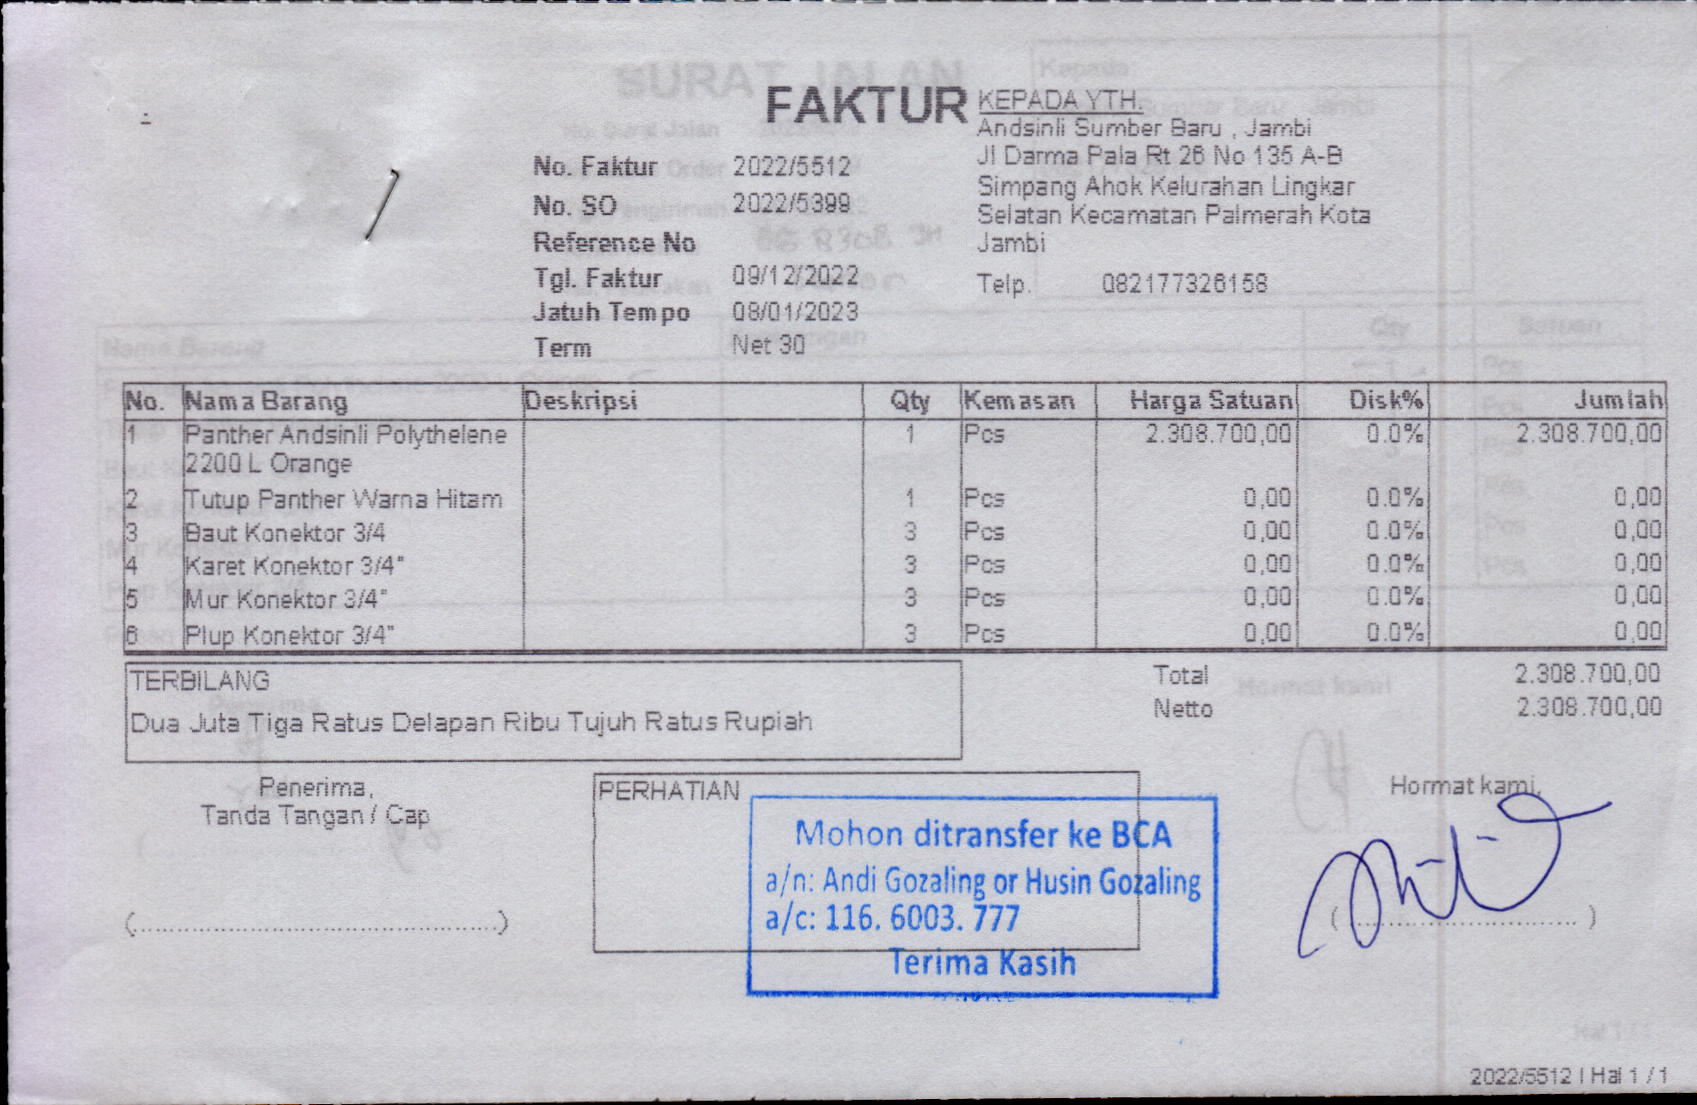 FAKTUR
KEPADA YTH.
Andsinli Sumber Baru , Jambi
Jl Darma Pala Rt 26 No 135 A-B
Simpang Ahok Kelurahan Lingkar
Selatan Kecamatan Palmerah Kota
Jambi
Telp. 082177326158
No. Faktur 2022/5512
No. SO 2022/5399
Reference No
Tgl. Faktur 09/12/2022
Jatuh Tempo 08/01/2023
Term Net 30
No. Nama Barang Deskripsi Qty Kemasan Harga Satuan Disk% Jumlah
1 Panther Andsinli Polythelene 1 Pcs 2.308.700,00 0.0% 2.308.700,00
2200 L Orange
2 Tutup Panther Warna Hitam 1 Pcs 0,00 0.0% 0,00
3 Baut Konektor 3/4 3 Pcs 0,00 0.0% 0,00
4 Karet Konektor 3/4" 3 Pcs 0,00 0.0% 0,00
5 Mur Konektor 3/4" 3 Pcs 0,00 0.0% 0,00
6 Plup Konektor 3/4" 3 Pcs 0,00 0.0% 0,00
TERBILANG
Dua Juta Tiga Ratus Delapan Ribu Tujuh Ratus Rupiah
Total 2.308.700,00
Netto 2.308.700,00
Penerima,
Tanda Tangan / Cap
(..........................................)
PERHATIAN
Mohon ditransfer ke BCA
a/n: Andi Gozaling or Husin Gozaling
a/c: 116. 6003. 777
Terima Kasih
Hormat kami,
(.............................. )
2022/5512 | Hal 1 / 1